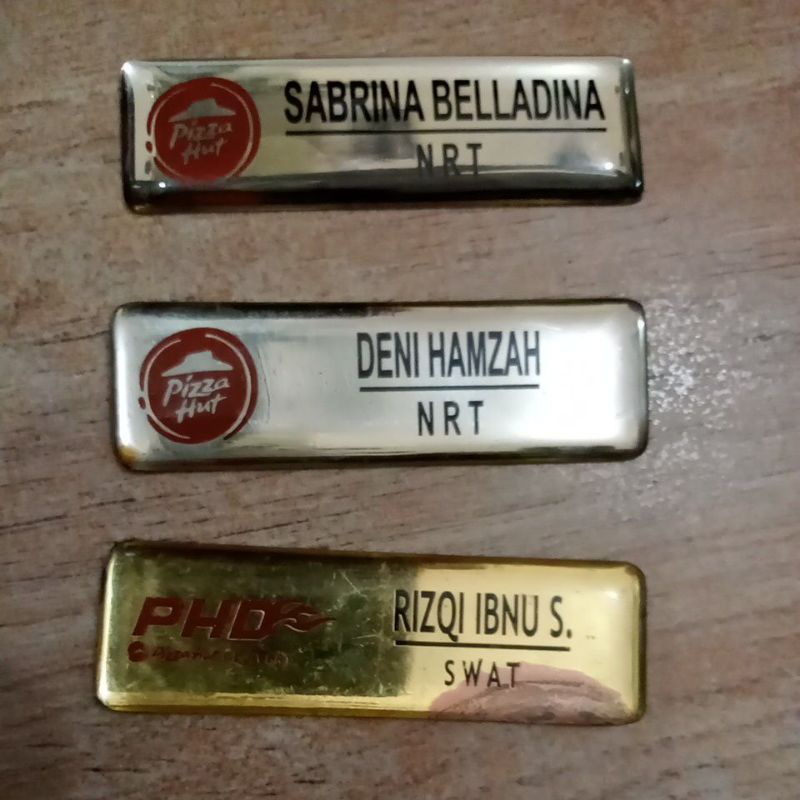 Pizza
Hut
SABRINA BELLADINA
NRT
Pizza
Hut
DENI HAMZAH
NRT
PHD
RIZQI IBNU S.
SWAT